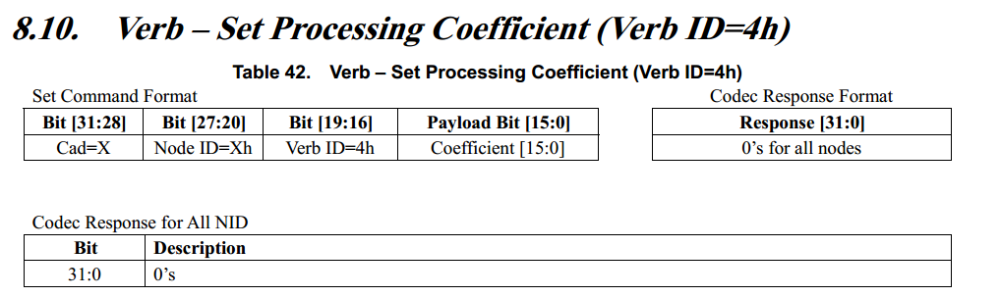 8.10. Verb – Set Processing Coefficient (Verb ID=4h)
Table 42. Verb – Set Processing Coefficient (Verb ID=4h)
Set Command Format
Bit [31:28] Bit [27:20] Bit [19:16] Payload Bit [15:0]
Cad=X Node ID=Xh Verb ID=4h Coefficient [15:0]
Codec Response Format
Response [31:0]
0’s for all nodes
Codec Response for All NID
Bit Description
31:0 0’s